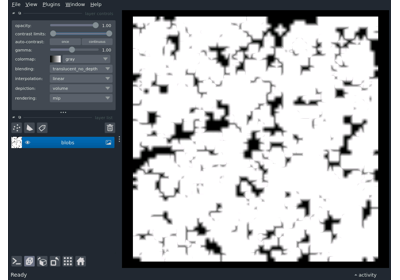 File View Plugins Window Help
opacity: 1.00
contrast limits:
auto-contrast: once continuous
gamma: 1.00
colormap: gray
blending: translucent_no_depth
interpolation: linear
depiction: volume
rendering: mip
blobs
Ready
activity